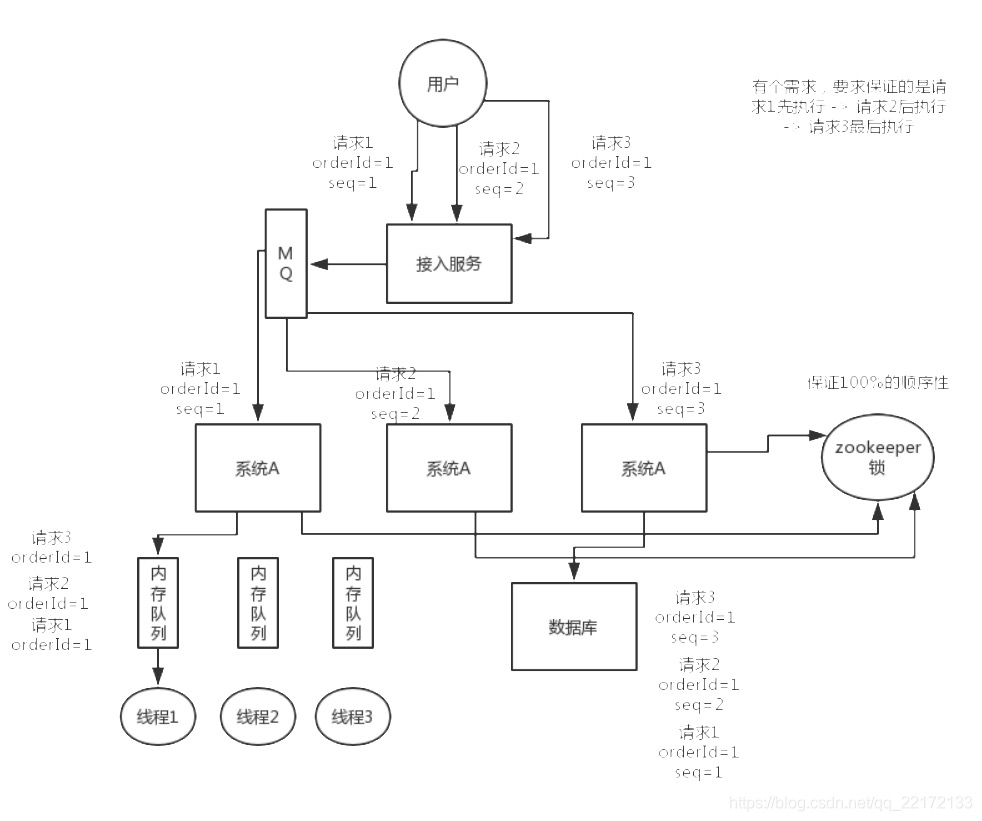 用户
有个需求，要求保证的是请
求1先执行 -> 请求2后执行
-> 请求3最后执行
请求1
orderId=1
seq=1
请求2
orderId=1
seq=2
请求3
orderId=1
seq=3
M
Q
接入服务
请求1
orderId=1
seq=1
请求2
orderId=1
seq=2
请求3
orderId=1
seq=3
保证100%的顺序性
系统A
系统A
系统A
zookeeper
锁
请求3
orderId=1
请求2
orderId=1
请求1
orderId=1
内
存
队
列
内
存
队
列
内
存
队
列
数据库
请求3
orderId=1
seq=3
请求2
orderId=1
seq=2
请求1
orderId=1
seq=1
线程1
线程2
线程3
https://blog.csdn.net/qq_22172133